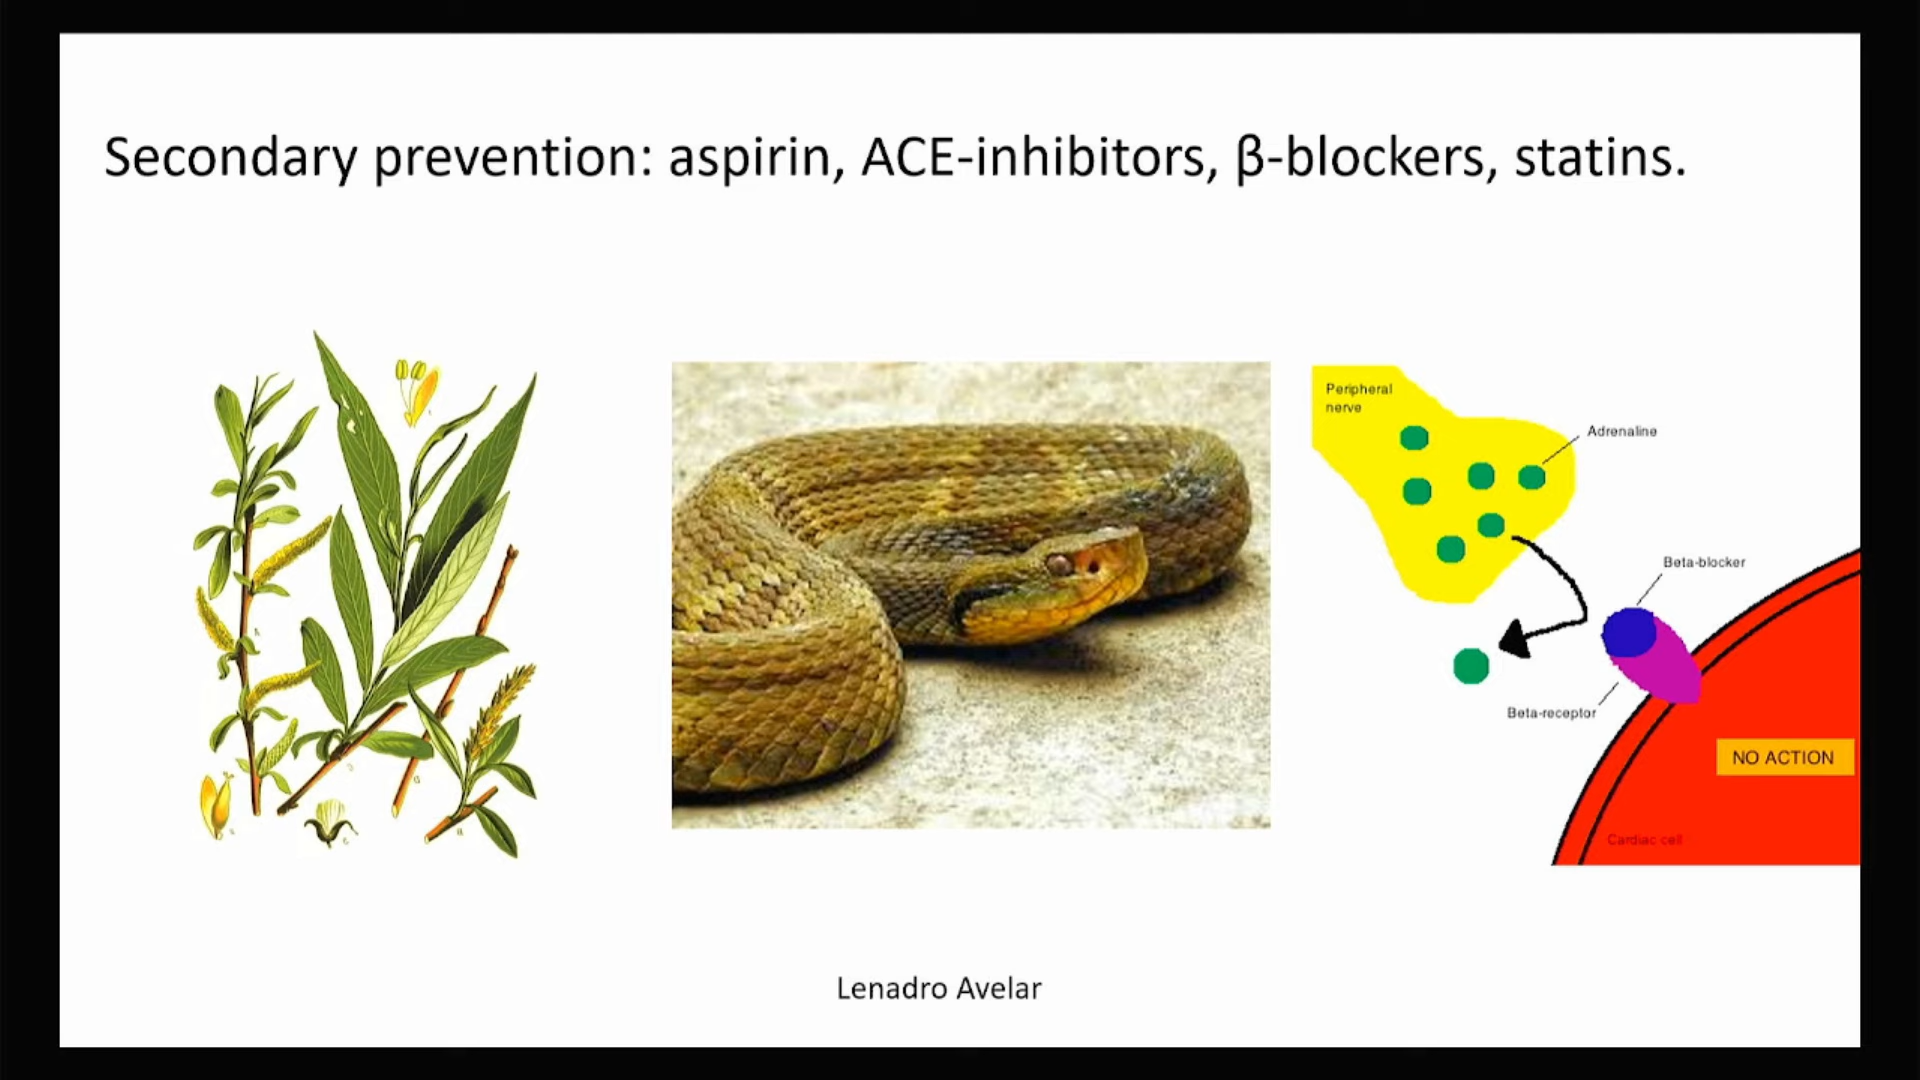 Secondary prevention: aspirin, ACE-inhibitors, β-blockers, statins.
Peripheral
nerve
Adrenaline
Beta-blocker
Beta-receptor
NO ACTION
Cardiac cell
Lenadro Avelar